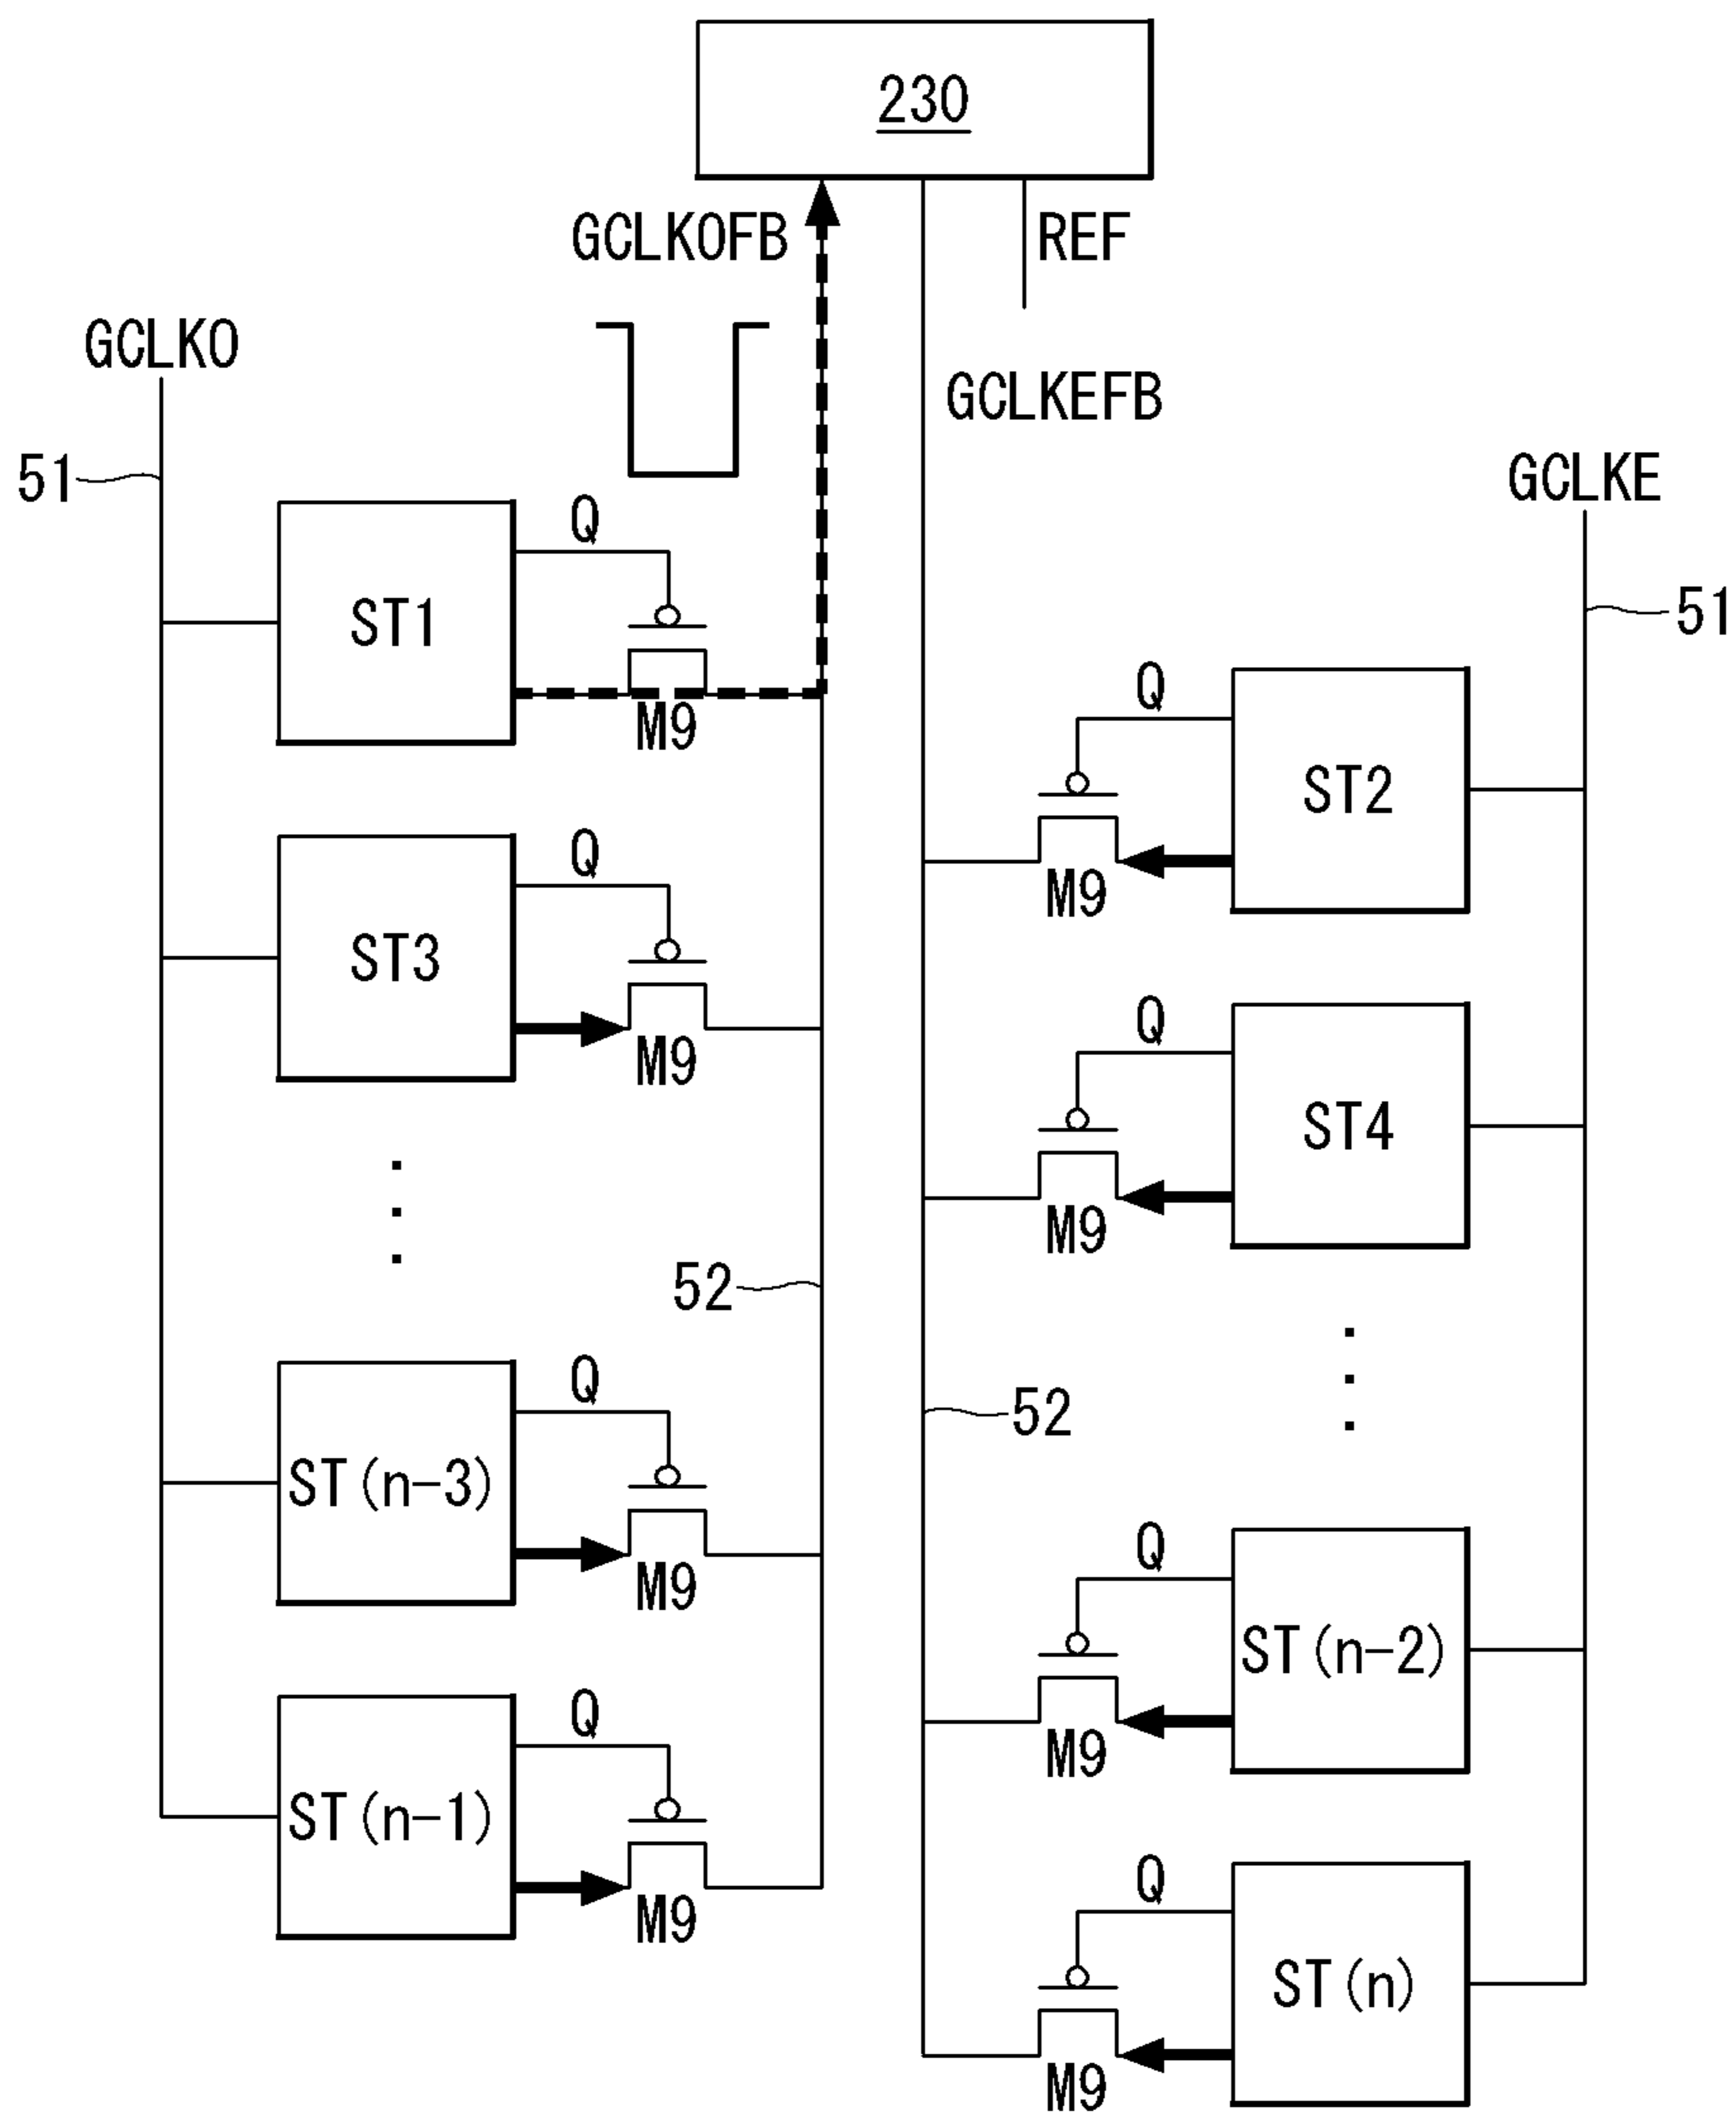 230
GCLKOFB
REF
GCLKO
GCLKEFB
51
GCLKE
Q
ST1
51
M9
Q
ST2
Q
M9
ST3
M9
Q
ST4
M9
52
Q
52
ST(n-3)
Q
M9
ST(n-2)
Q
M9
ST(n-1)
Q
M9
ST(n)
M9